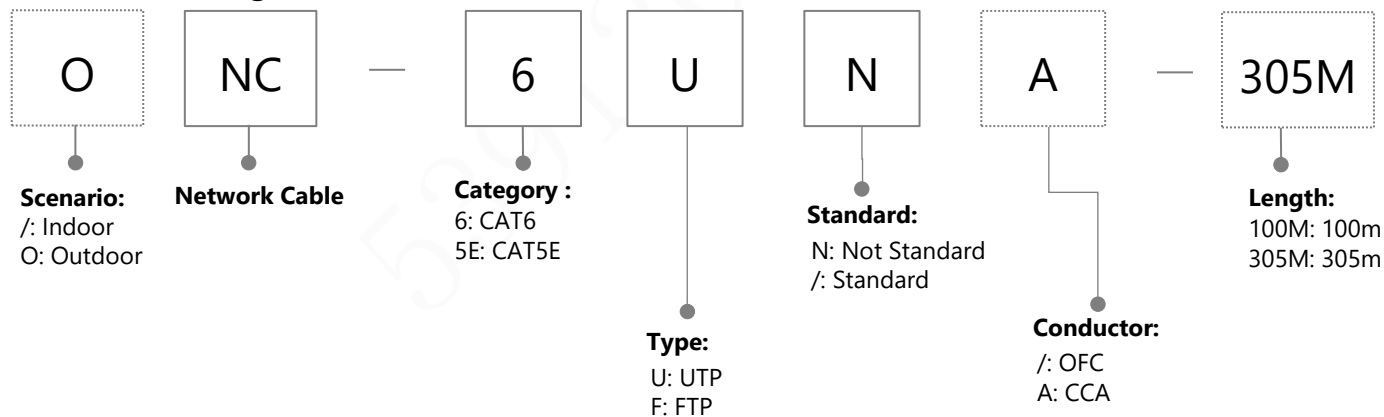 O NC — 6 U N A — 305M
Scenario:
/: Indoor
O: Outdoor
Network Cable
Category :
6: CAT6
5E: CAT5E
Type:
U: UTP
F: FTP
Standard:
N: Not Standard
/: Standard
Conductor:
/: OFC
A: CCA
Length:
100M: 100m
305M: 305m